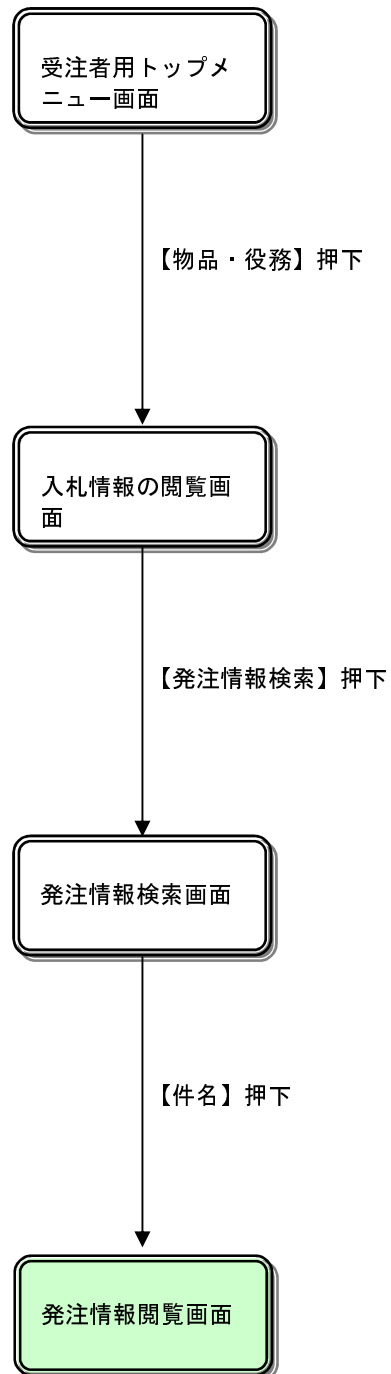 受注者用トップメ
ニュー画面
【物品・役務】押下
入札情報の閲覧画
面
【発注情報検索】押下
発注情報検索画面
【件名】押下
発注情報閲覧画面